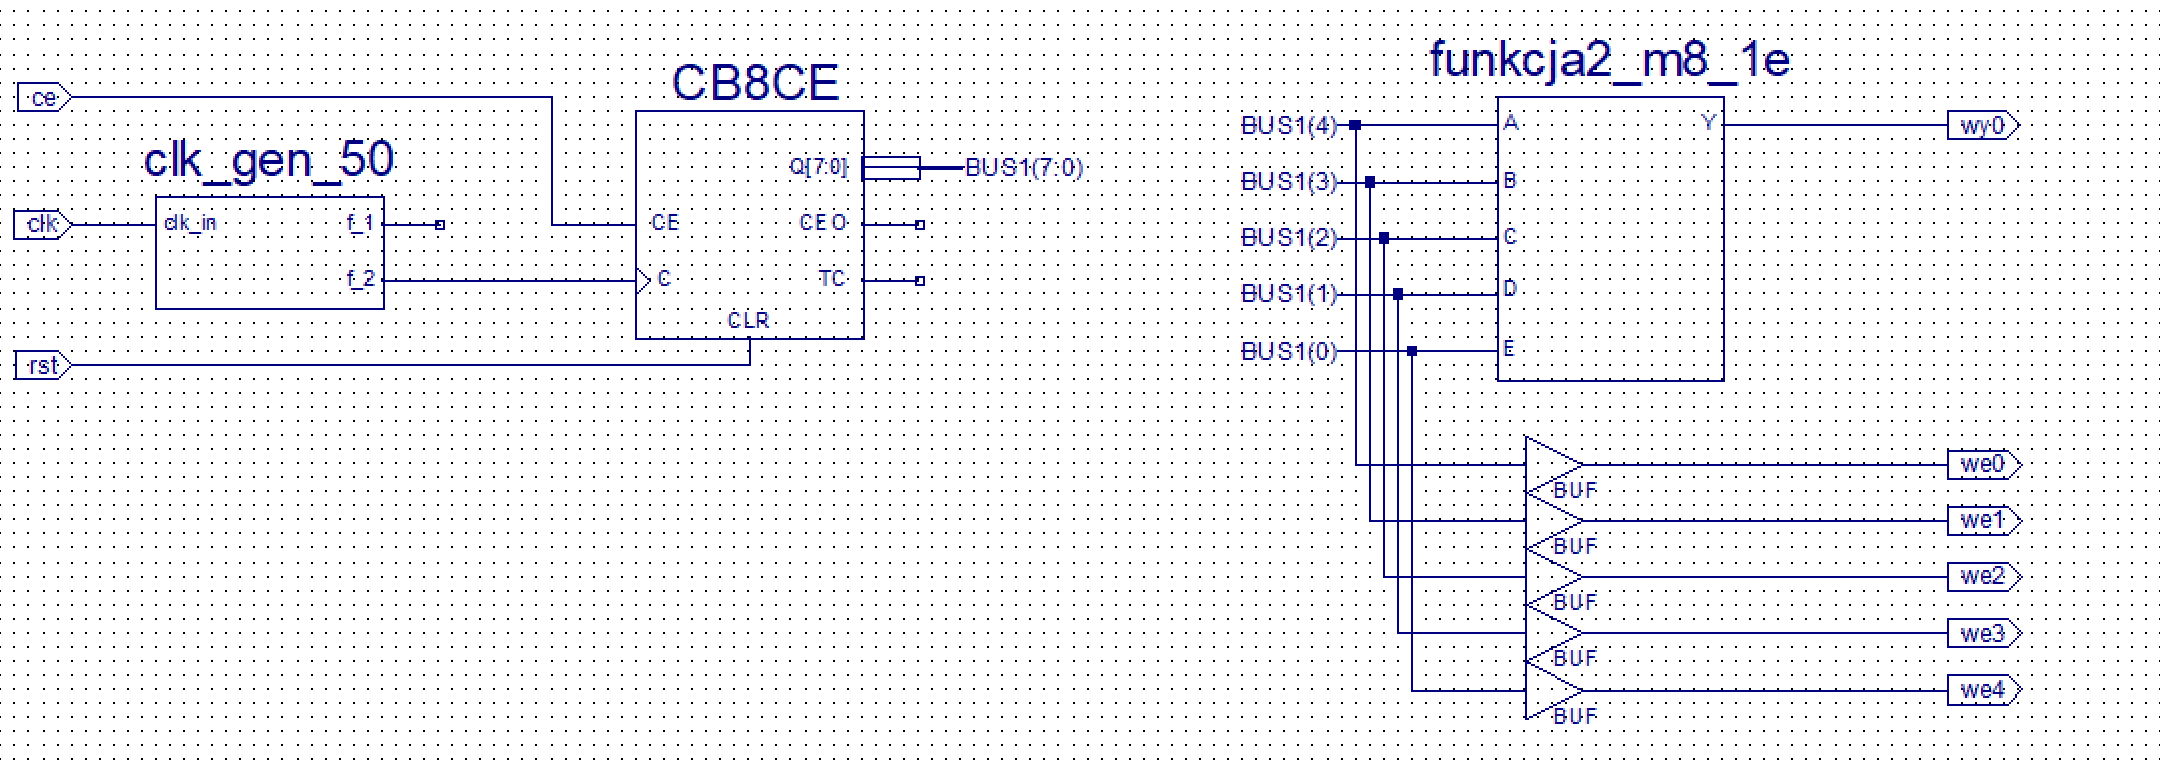 funkcja2_m8_1e
CB8CE
ce
clk_gen_50
clk
clk_in
f_1
f_2
rst
Q[7:0]
BUS1(7:0)
CE
CEO
C
TC
CLR
BUS1(4)
A
Y
wy0
BUS1(3)
B
BUS1(2)
C
BUS1(1)
D
BUS1(0)
E
we0
BUF
we1
BUF
we2
BUF
we3
BUF
we4
BUF